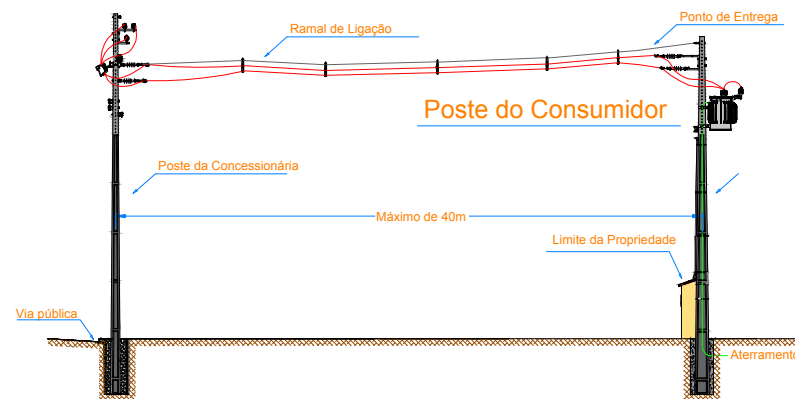 Ponto de Entrega
Ramal de Ligação
Poste do Consumidor
Poste da Concessionária
Máximo de 40m
Limite da Propriedade
Via pública
Aterramento